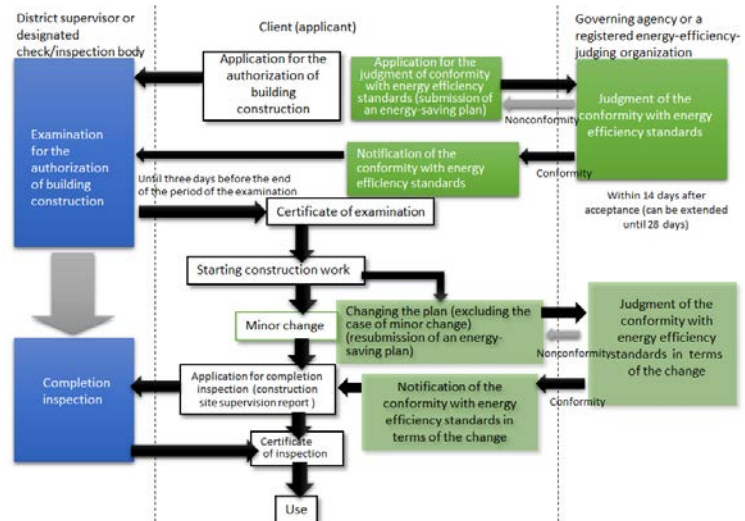 District supervisor or
designated
check/inspection body
Client (applicant)
Governing agency or a
registered energy-efficiency-
judging organization
Application for the
authorization of
building
construction
Application for the
judgment of conformity
with energy efficiency
standards (submission of
an energy-saving plan)
Nonconformity
Judgment of the
conformity with energy
efficiency standards
Examination
for the
authorization
of building
construction
Notification of the
conformity with energy
efficiency standards
Conformity
Until three days before the end
of the period of the examination
Within 14 days after
acceptance (can be extended
until 28 days)
Certificate of examination
Starting construction work
Minor change
Changing the plan (excluding the
case of minor change)
(resubmission of an energy-
saving plan)
Nonconformity
Judgment of the
conformity with
energy efficiency
standards in terms
of the change
Completion
inspection
Application for completion
inspection (construction
site supervision report )
Notification of the
conformity with energy
efficiency standards in
terms of the change
Conformity
Certificate
of inspection
Use